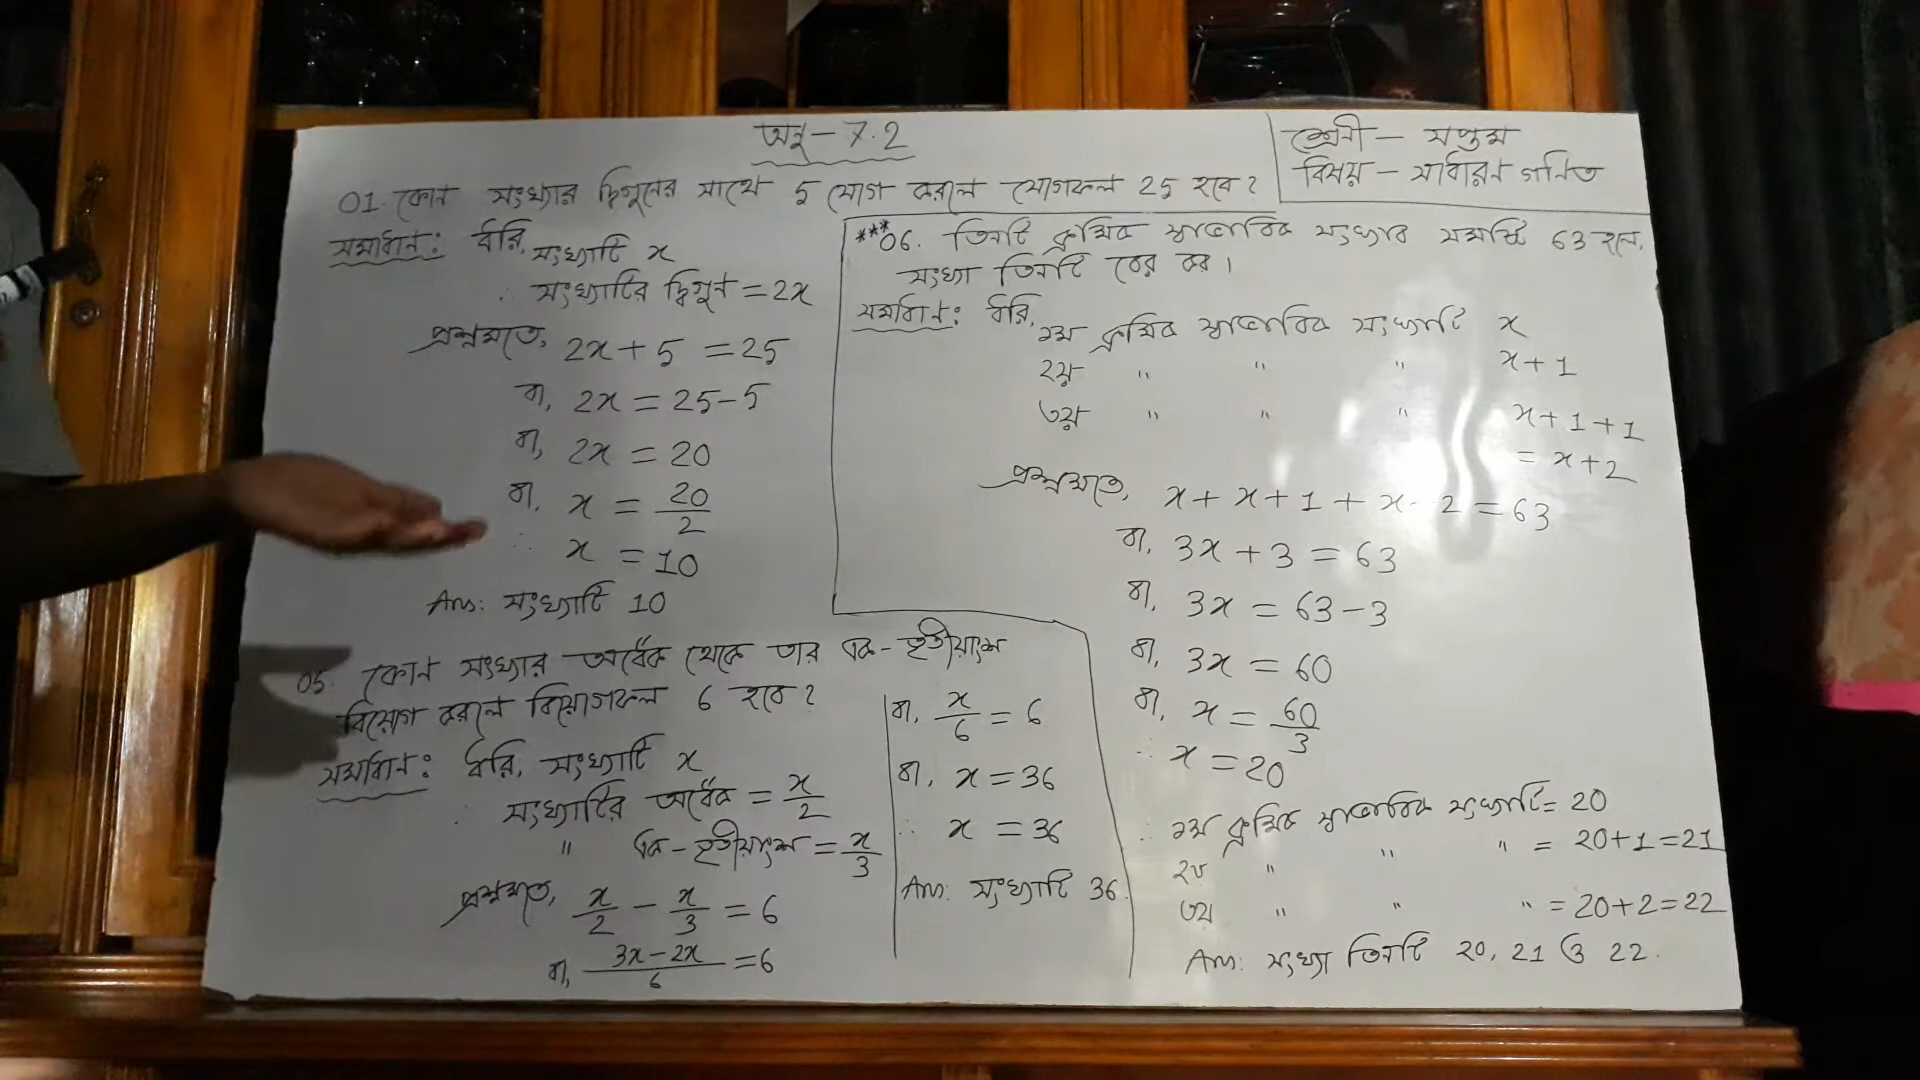 অনু - 7.2
শ্রেণী - সপ্তম
বিষয় - সাধারন গনিত
01. কোন সংখ্যার দ্বিগুনের সাথে 5 যোগ করলে যোগফল 25 হবে?
সমাধান: ধরি, সংখ্যাটি x
∴ সংখ্যাটির দ্বিগুন = 2x
প্রশ্নমতে, 2x + 5 = 25
বা, 2x = 25 - 5
বা, 2x = 20
বা, x = 20/2
∴ x = 10
Ans: সংখ্যাটি 10
05. কোন সংখ্যার অর্ধেক থেকে তার এক-তৃতীয়াংশ
বিয়োগ করলে বিয়োগফল 6 হবে?
সমাধান: ধরি, সংখ্যাটি x
∴ সংখ্যাটির অর্ধেক = x/2
" এক-তৃতীয়াংশ = x/3
প্রশ্নমতে, x/2 - x/3 = 6
বা, (3x - 2x)/6 = 6
বা, x/6 = 6
বা, x = 36
∴ x = 36
Ans: সংখ্যাটি 36.
***06. তিনটি ক্রমিক স্বাভাবিক সংখ্যার সমষ্টি 63 হলে,
সংখ্যা তিনটি বের কর।
সমাধান: ধরি, ১ম ক্রমিক স্বাভাবিক সংখ্যাটি x
২য় " " " x + 1
৩য় " " " x + 1 + 1
= x + 2
প্রশ্নমতে, x + x + 1 + x - 2 = 63
বা, 3x + 3 = 63
বা, 3x = 63 - 3
বা, 3x = 60
বা, x = 60/3
∴ x = 20
∴ ১ম ক্রমিক স্বাভাবিক সংখ্যাটি = 20
২য় " " " = 20 + 1 = 21
৩য় " " " = 20 + 2 = 22
Ans: সংখ্যা তিনটি 20, 21 ও 22.